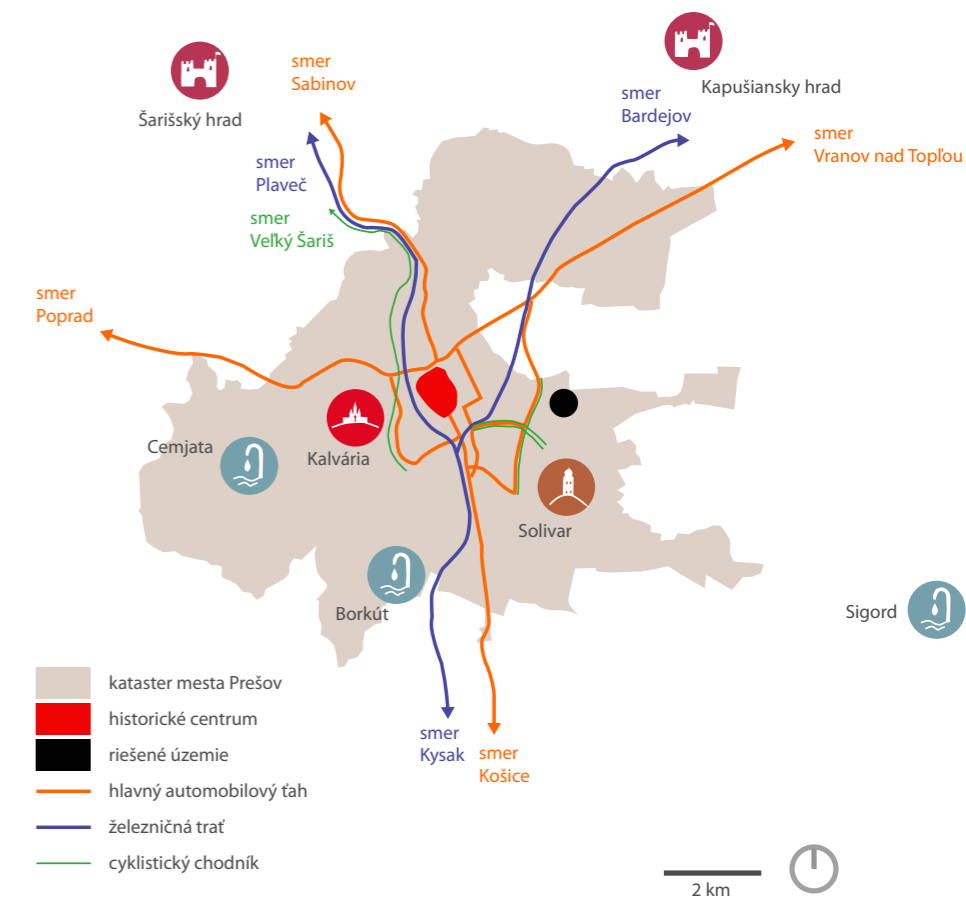 smer
Sabinov
Šarišský hrad
smer
Plaveč
smer
Veľký Šariš
smer
Bardejov
Kapušiansky hrad
smer
Vranov nad Topľou
smer
Poprad
Cemjata
Kalvária
Solivar
Borkút
Sigord
smer
Kysak
smer
Košice
kataster mesta Prešov
historické centrum
riešené územie
hlavný automobilový ťah
železničná trať
cyklistický chodník
2 km